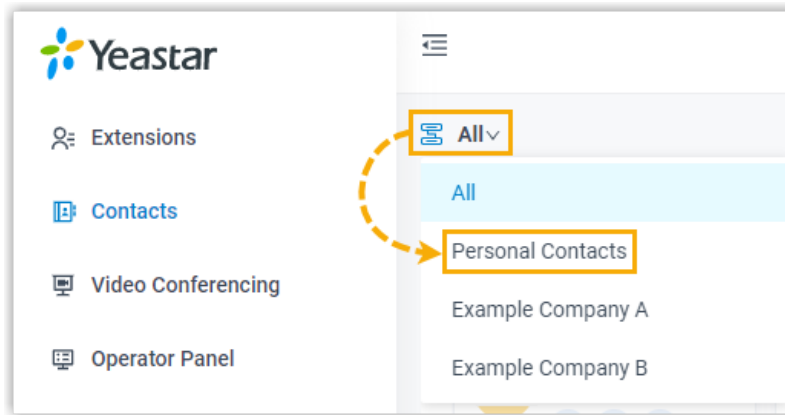 Yeastar
Extensions
Contacts
Video Conferencing
Operator Panel
All
All
Personal Contacts
Example Company A
Example Company B